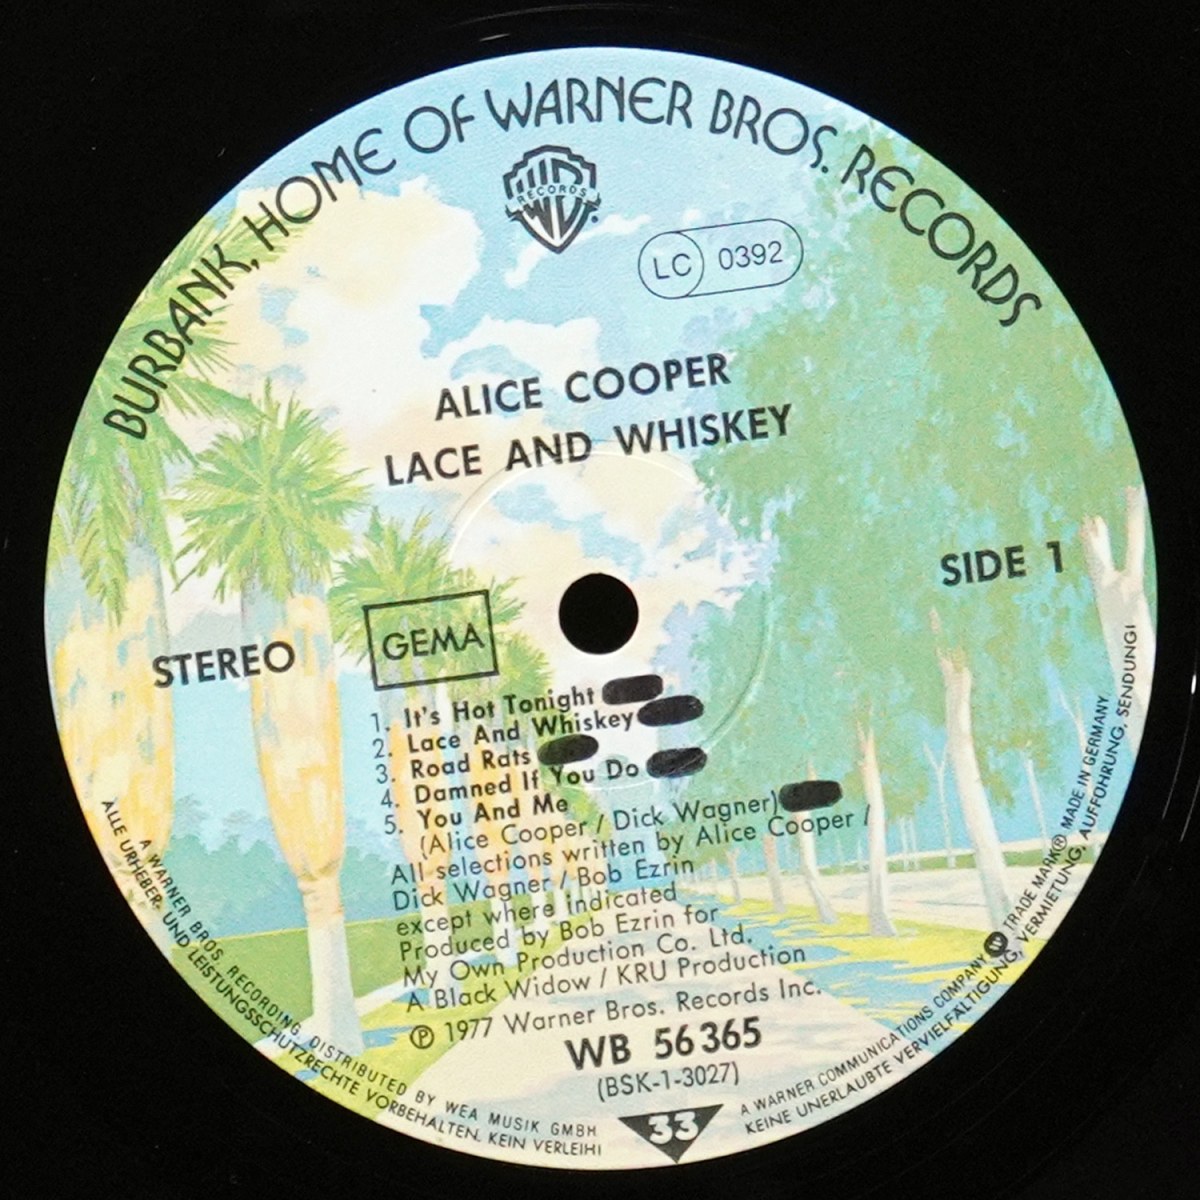 BURBANK, HOME OF WARNER BROS. RECORDS
WB
RECORDS
LC 0392
ALICE COOPER
LACE AND WHISKEY
SIDE 1
STEREO
GEMA
1. It's Hot Tonight
2. Lace And Whiskey
3. Road Rats
4. Damned If You Do
5. You And Me
(Alice Cooper / Dick Wagner)
All selections written by Alice Cooper /
Dick Wagner / Bob Ezrin
except where indicated
Produced by Bob Ezrin for
My Own Production Co. Ltd.
A Black Widow / KRU Production
℗ 1977 Warner Bros. Records Inc.
WB 56 365
(BSK-1-3027)
33
A WARNER BROS. RECORDING, DISTRIBUTED BY WEA MUSIK GMBH
A WARNER COMMUNICATIONS COMPANY W TRADE MARK® MADE IN GERMANY
ALLE URHEBER- UND LEISTUNGSSCHUTZRECHTE VORBEHALTEN. KEIN VERLEIH!
KEINE UNERLAUBTE VERVIELFÄLTIGUNG, VERMIETUNG, AUFFÜHRUNG, SENDUNG!